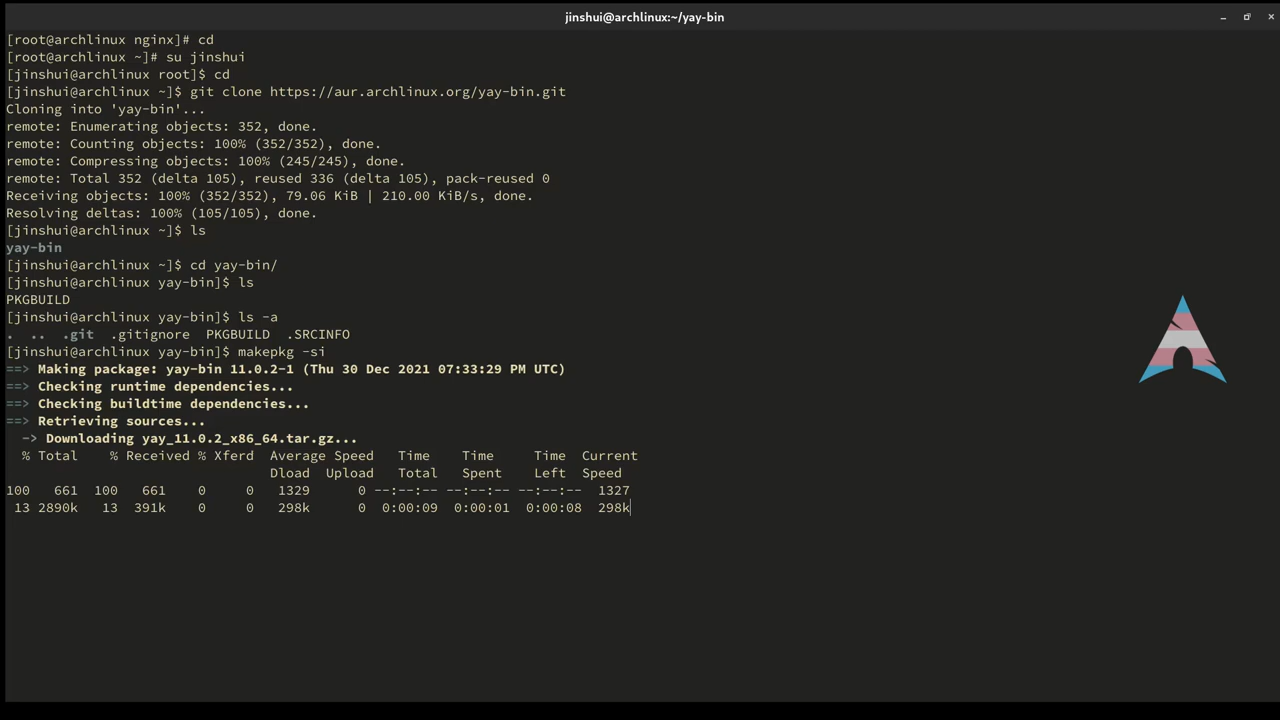 jinshui@archlinux:~/yay-bin
[root@archlinux nginx]# cd
[root@archlinux ~]# su jinshui
[jinshui@archlinux root]$ cd
[jinshui@archlinux ~]$ git clone https://aur.archlinux.org/yay-bin.git
Cloning into 'yay-bin'...
remote: Enumerating objects: 352, done.
remote: Counting objects: 100% (352/352), done.
remote: Compressing objects: 100% (245/245), done.
remote: Total 352 (delta 105), reused 336 (delta 105), pack-reused 0
Receiving objects: 100% (352/352), 79.06 KiB | 210.00 KiB/s, done.
Resolving deltas: 100% (105/105), done.
[jinshui@archlinux ~]$ ls
yay-bin
[jinshui@archlinux ~]$ cd yay-bin/
[jinshui@archlinux yay-bin]$ ls
PKGBUILD
[jinshui@archlinux yay-bin]$ ls -a
.  ..  .git  .gitignore  PKGBUILD  .SRCINFO
[jinshui@archlinux yay-bin]$ makepkg -si
==> Making package: yay-bin 11.0.2-1 (Thu 30 Dec 2021 07:33:29 PM UTC)
==> Checking runtime dependencies...
==> Checking buildtime dependencies...
==> Retrieving sources...
  -> Downloading yay_11.0.2_x86_64.tar.gz...
  % Total    % Received % Xferd  Average Speed   Time    Time     Time  Current
                                 Dload  Upload   Total   Spent    Left  Speed
100   661  100   661    0     0   1329      0 --:--:-- --:--:-- --:--:--  1327
 13 2890k   13  391k    0     0   298k      0  0:00:09  0:00:01  0:00:08  298k